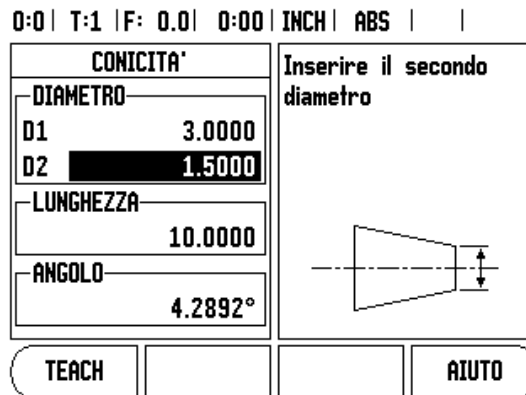 0:0 | T:1 | F: 0.0 | 0:00 | INCH | ABS | |
CONICITA'
DIAMETRO
D1 3.0000
D2 1.5000
LUNGHEZZA
10.0000
ANGOLO
4.2892°
Inserire il secondo
diametro
TEACH
AIUTO